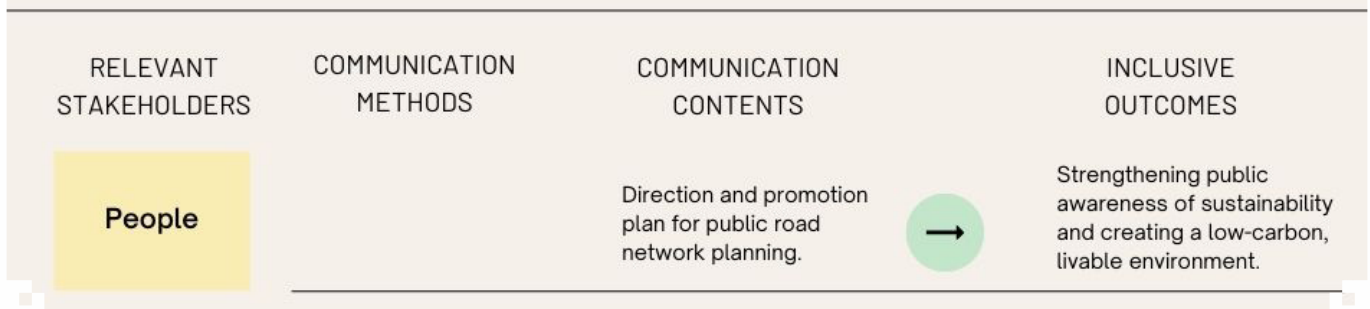 RELEVANT
STAKEHOLDERS
COMMUNICATION
METHODS
COMMUNICATION
CONTENTS
INCLUSIVE
OUTCOMES
People
Direction and promotion
plan for public road
network planning.
Strengthening public
awareness of sustainability
and creating a low-carbon,
livable environment.